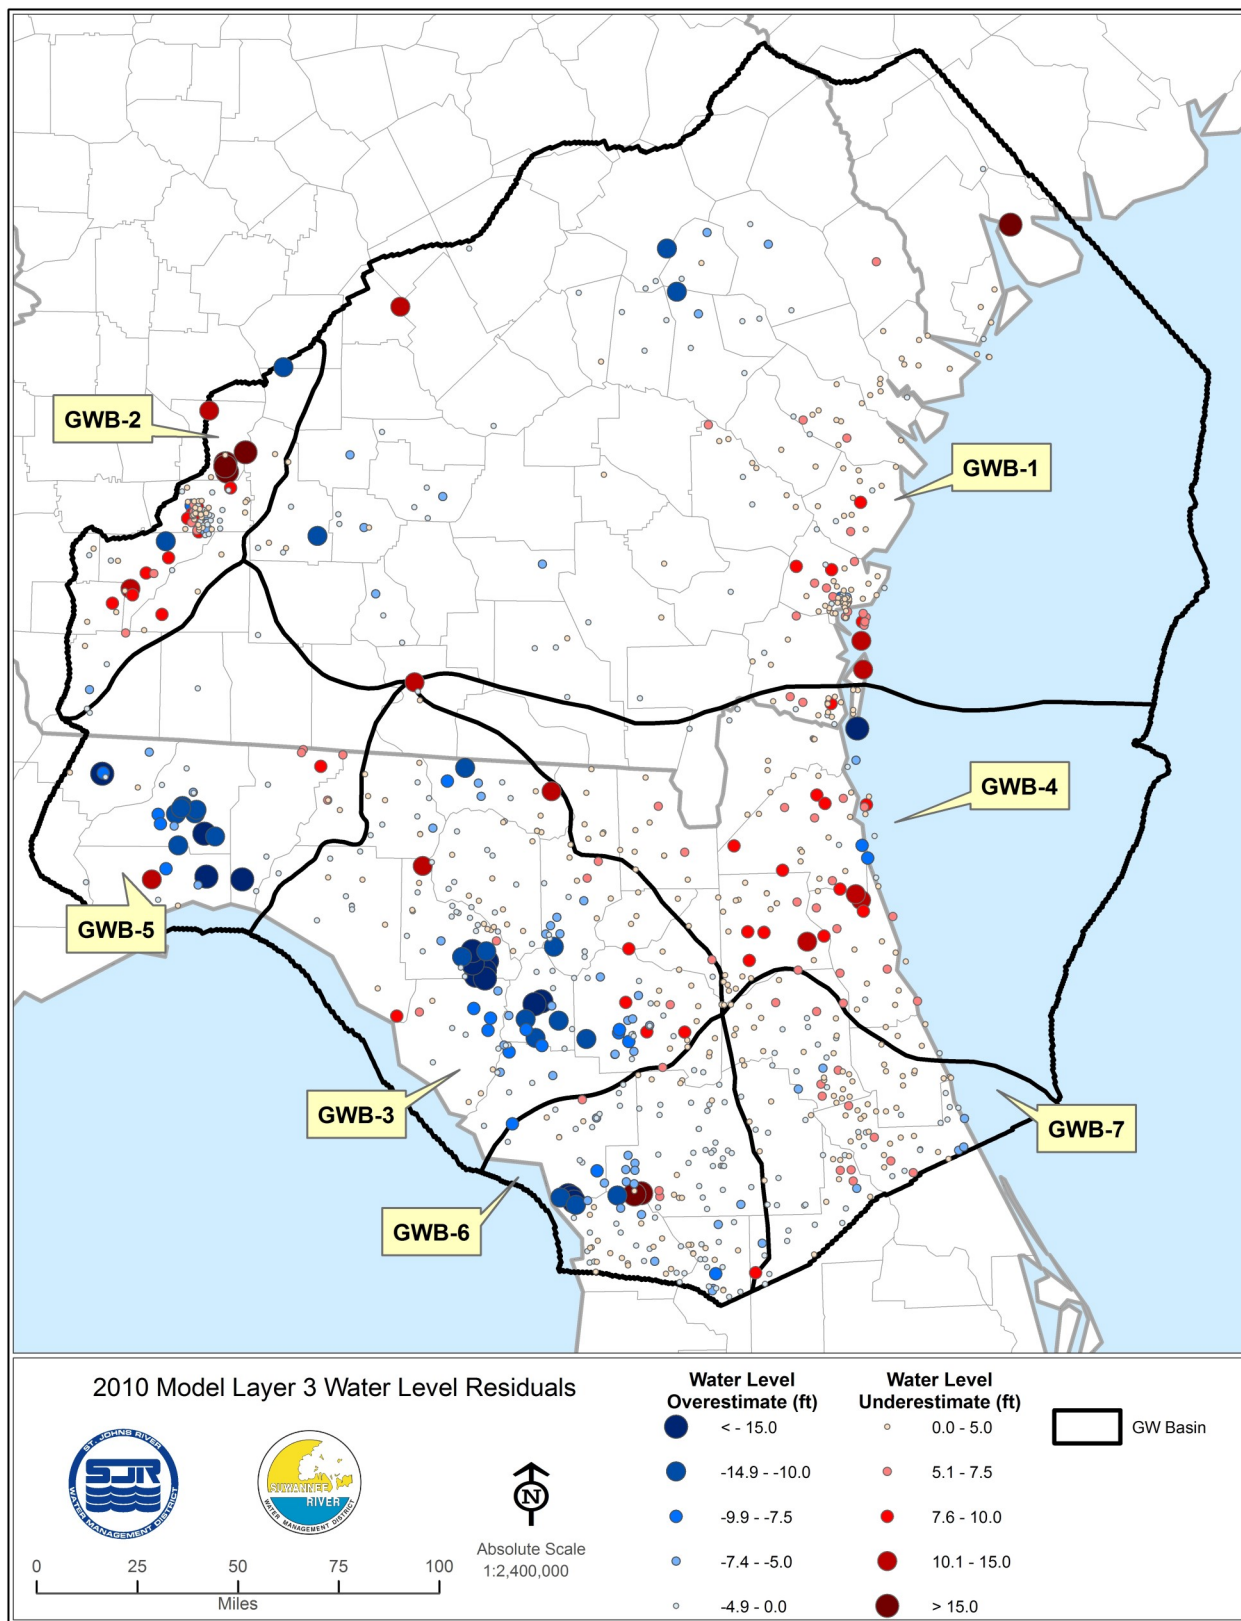 GWB-2
GWB-1
GWB-4
GWB-5
GWB-3
GWB-7
GWB-6
2010 Model Layer 3 Water Level Residuals
ST. JOHNS RIVER
SJR
WATER MANAGEMENT DISTRICT
SUWANNEE
RIVER
WATER MANAGEMENT DISTRICT
N
Absolute Scale
1:2,400,000
0 25 50 75 100
Miles
Water Level
Overestimate (ft)
< - 15.0
-14.9 - -10.0
-9.9 - -7.5
-7.4 - -5.0
-4.9 - 0.0
Water Level
Underestimate (ft)
0.0 - 5.0
5.1 - 7.5
7.6 - 10.0
10.1 - 15.0
> 15.0
GW Basin